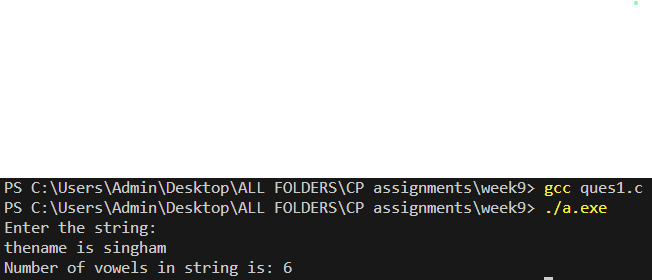 PS C:\Users\Admin\Desktop\ALL FOLDERS\CP assignments\week9> gcc ques1.c
PS C:\Users\Admin\Desktop\ALL FOLDERS\CP assignments\week9> ./a.exe
Enter the string:
thename is singham
Number of vowels in string is: 6